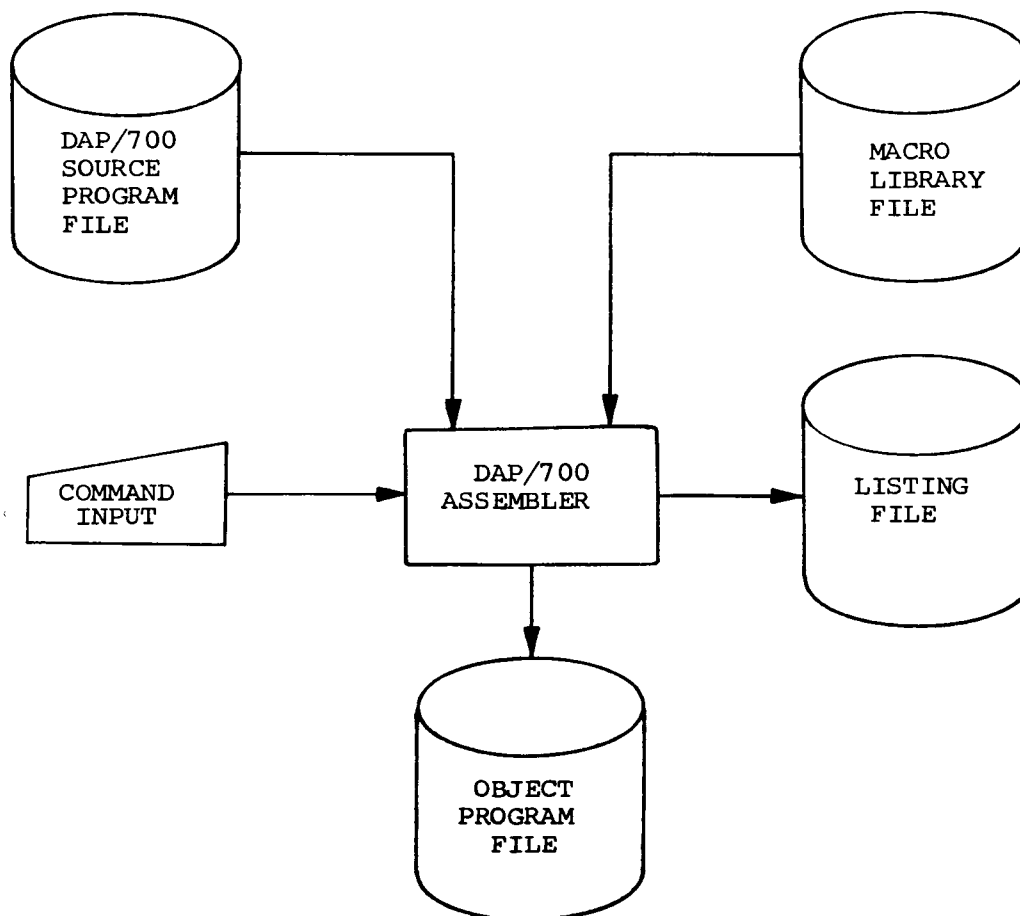 DAP/700
SOURCE
PROGRAM
FILE
MACRO
LIBRARY
FILE
COMMAND
INPUT
DAP/700
ASSEMBLER
LISTING
FILE
OBJECT
PROGRAM
FILE